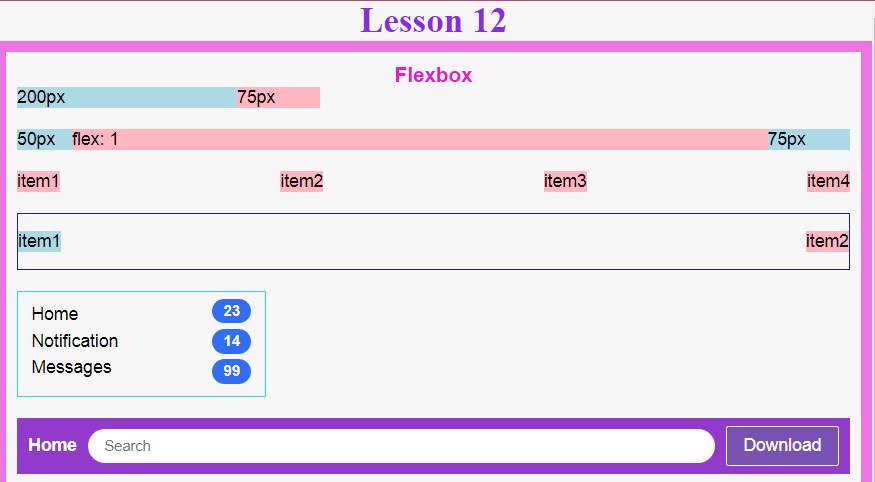 Lesson 12
Flexbox
200px 75px
50px flex: 1 75px
item1 item2 item3 item4
item1 item2
Home 23
Notification 14
Messages 99
Home Search Download